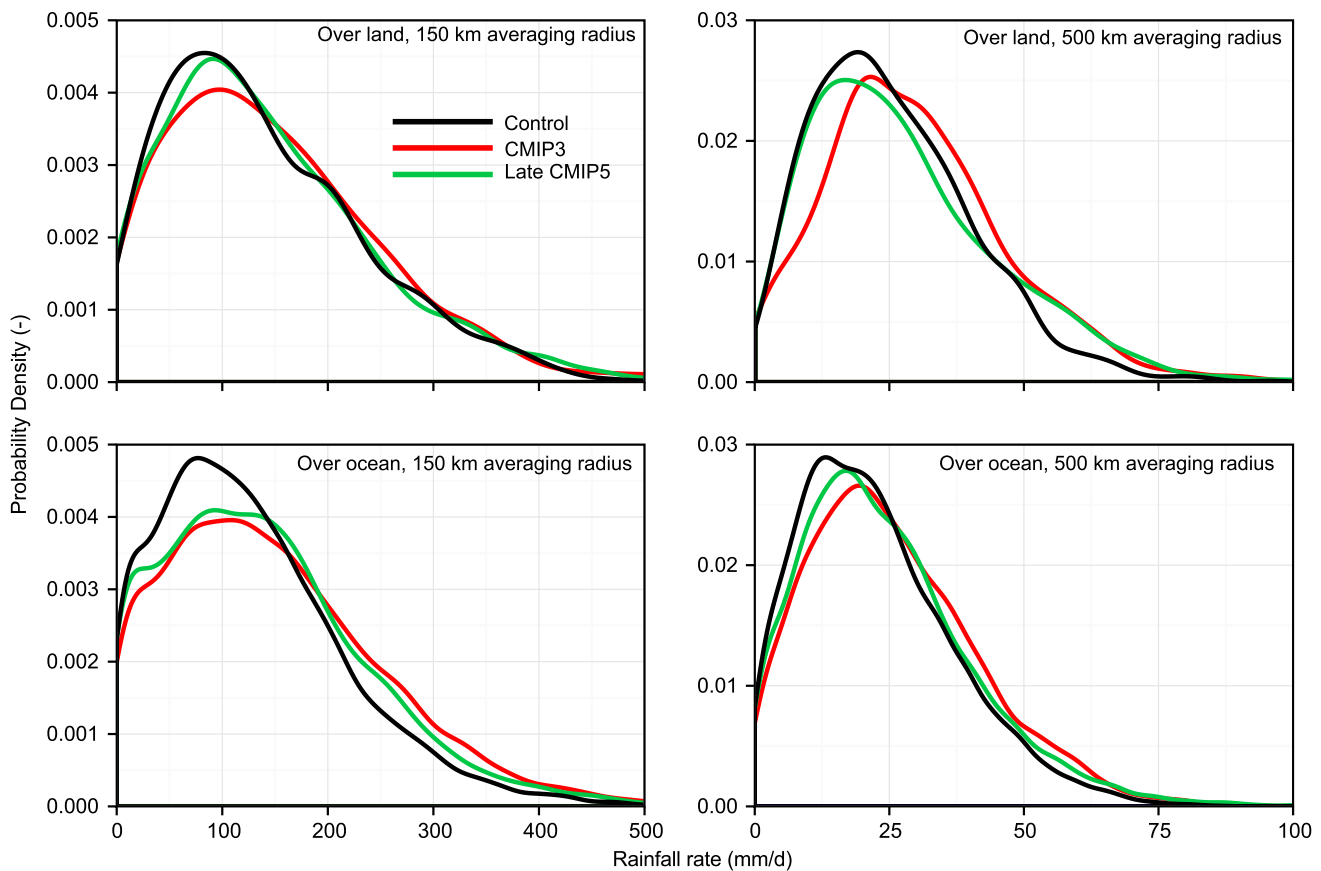 Probability Density (-)
0.005
0.004
0.003
0.002
0.001
0.000
Over land, 150 km averaging radius
Control
CMIP3
Late CMIP5
0.03
0.02
0.01
0.00
Over land, 500 km averaging radius
0.005
0.004
0.003
0.002
0.001
0.000
Over ocean, 150 km averaging radius
0 100 200 300 400 500
0.03
0.02
0.01
0.00
Over ocean, 500 km averaging radius
0 25 50 75 100
Rainfall rate (mm/d)